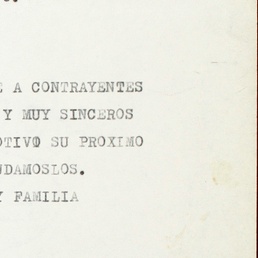 A CONTRAYENTES
Y MUY SINCEROS
OTIVO SU PROXIMO
UDAMOSLOS.
Y FAMILIA